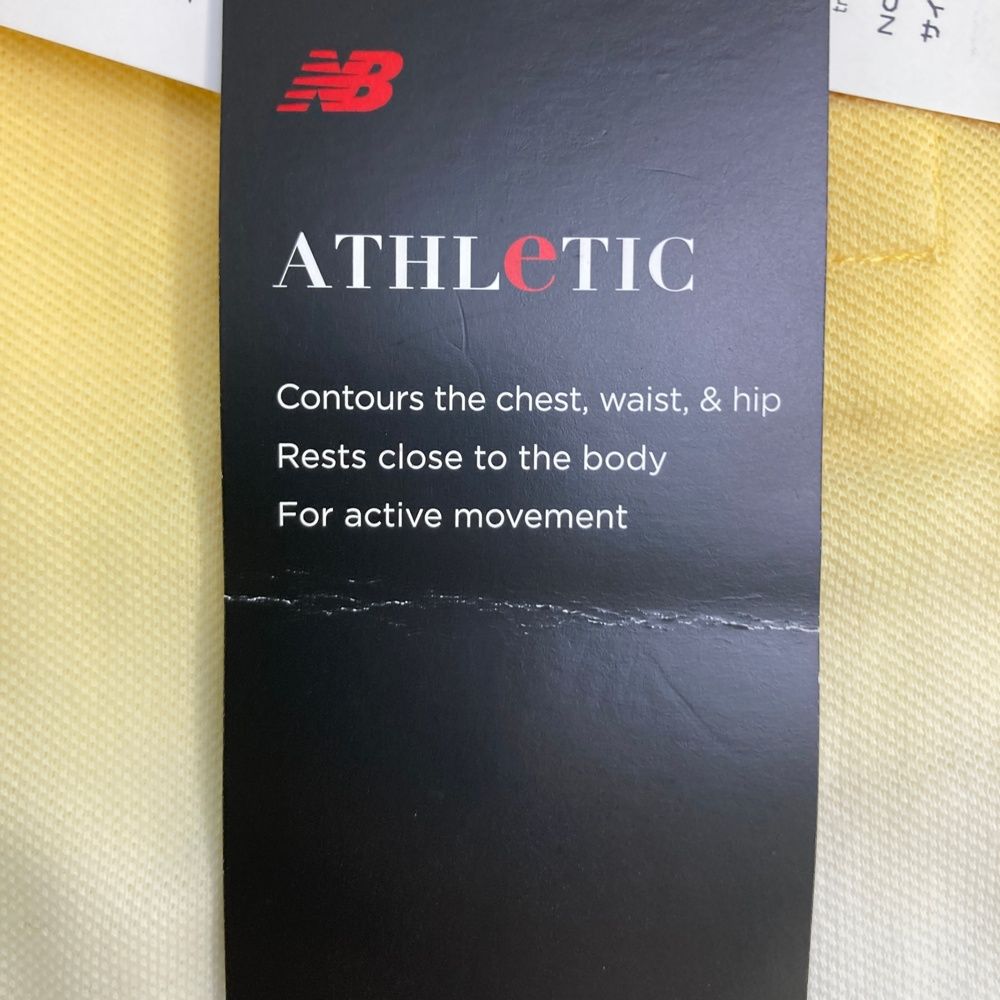 NB
ATHLeTIC
Contours the chest, waist, & hip
Rests close to the body
For active movement